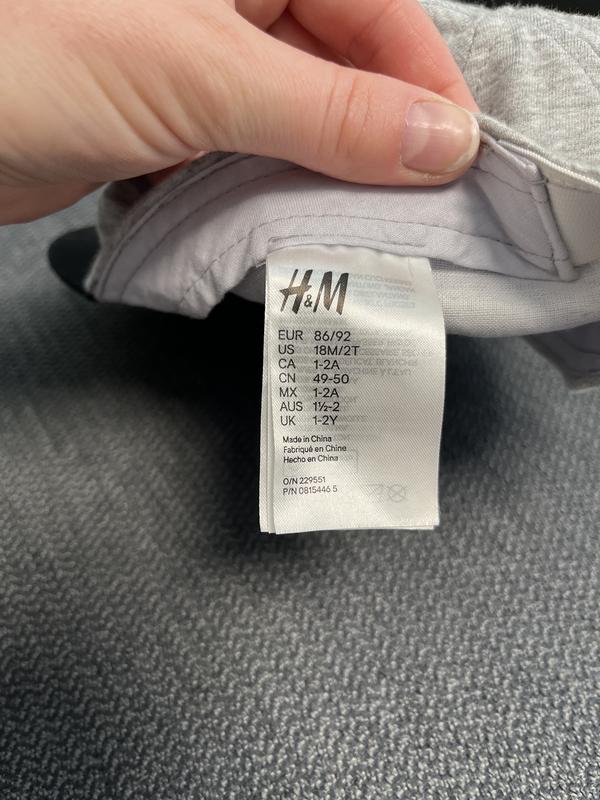 H&M
EUR 86/92
US 18M/2T
CA 1-2A
CN 49-50
MX 1-2A
AUS 1½-2
UK 1-2Y
Made in China
Fabriqué en Chine
Hecho en China
O/N 229551
P/N 0815446 5